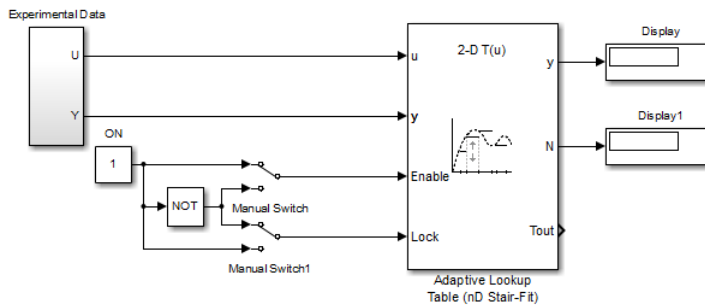 Experimental Data
U
Y
ON
1
NOT
Manual Switch
Manual Switch1
2-D T(u)
u
y
Enable
Lock
y
N
Tout
Adaptive Lookup
Table (nD Stair-Fit)
Display
Display1